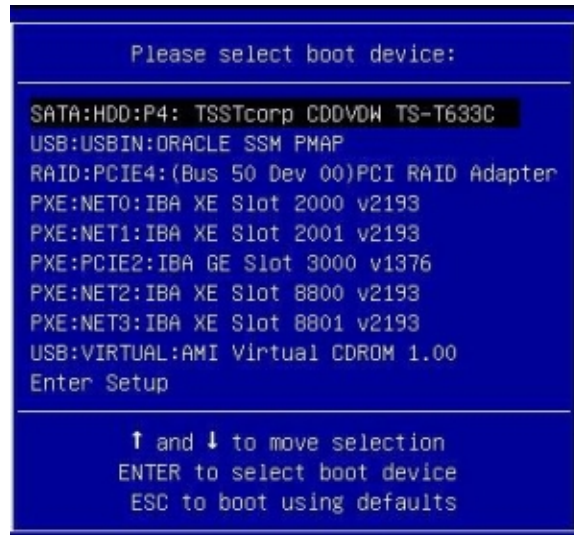 Please select boot device:
SATA:HDD:P4: TSSTcorp CDDVDW TS-T633C
USB:USBIN:ORACLE SSM PMAP
RAID:PCIE4:(Bus 50 Dev 00)PCI RAID Adapter
PXE:NET0:IBA XE Slot 2000 v2193
PXE:NET1:IBA XE Slot 2001 v2193
PXE:PCIE2:IBA GE Slot 3000 v1376
PXE:NET2:IBA XE Slot 8800 v2193
PXE:NET3:IBA XE Slot 8801 v2193
USB:VIRTUAL:AMI Virtual CDROM 1.00
Enter Setup
↑ and ↓ to move selection
ENTER to select boot device
ESC to boot using defaults